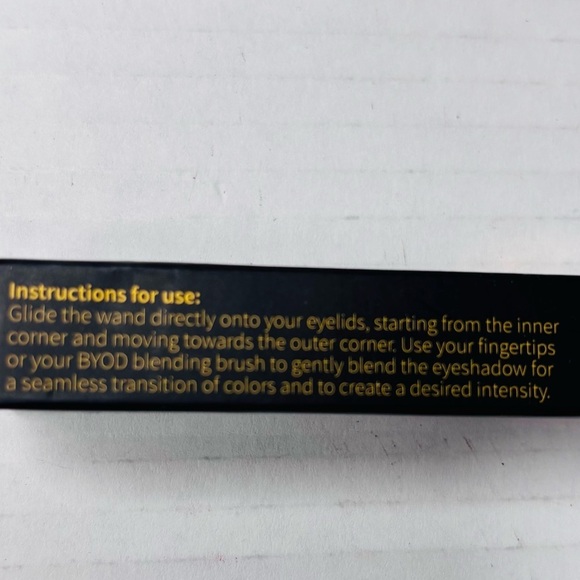 Instructions for use:
Glide the wand directly onto your eyelids, starting from the inner
corner and moving towards the outer corner. Use your fingertips
or your BYOD blending brush to gently blend the eyeshadow for
a seamless transition of colors and to create a desired intensity.